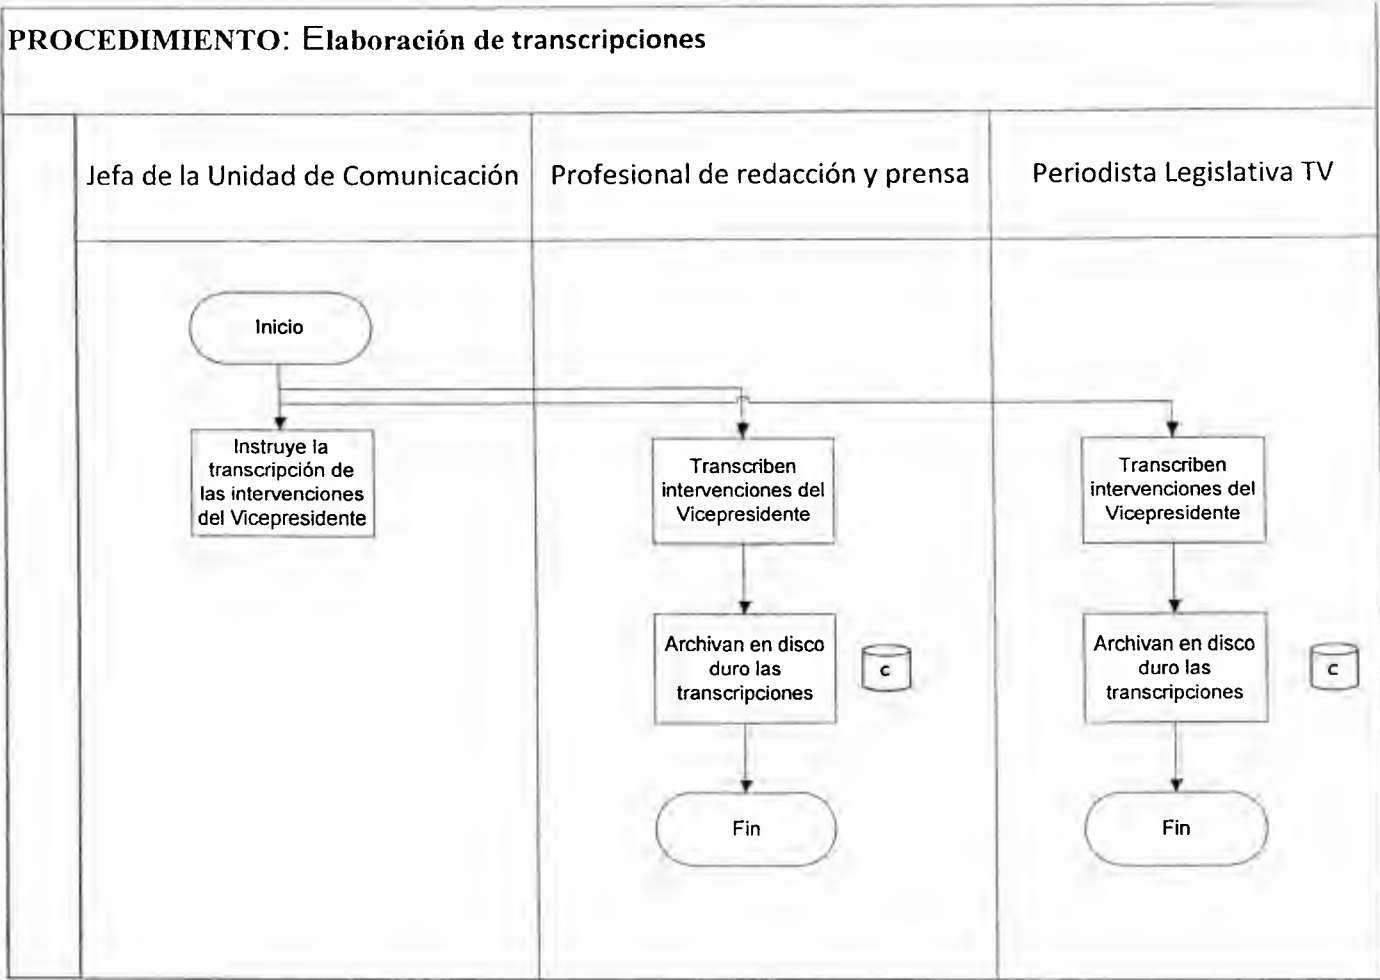 PROCEDIMIENTO: Elaboración de transcripciones
Jefa de la Unidad de Comunicación
Profesional de redacción y prensa
Periodista Legislativa TV
Inicio
Instruye la
transcripción de
las intervenciones
del Vicepresidente
Transcriben
intervenciones del
Vicepresidente
Transcriben
intervenciones del
Vicepresidente
Archivan en disco
duro las
transcripciones
C
Archivan en disco
duro las
transcripciones
C
Fin
Fin